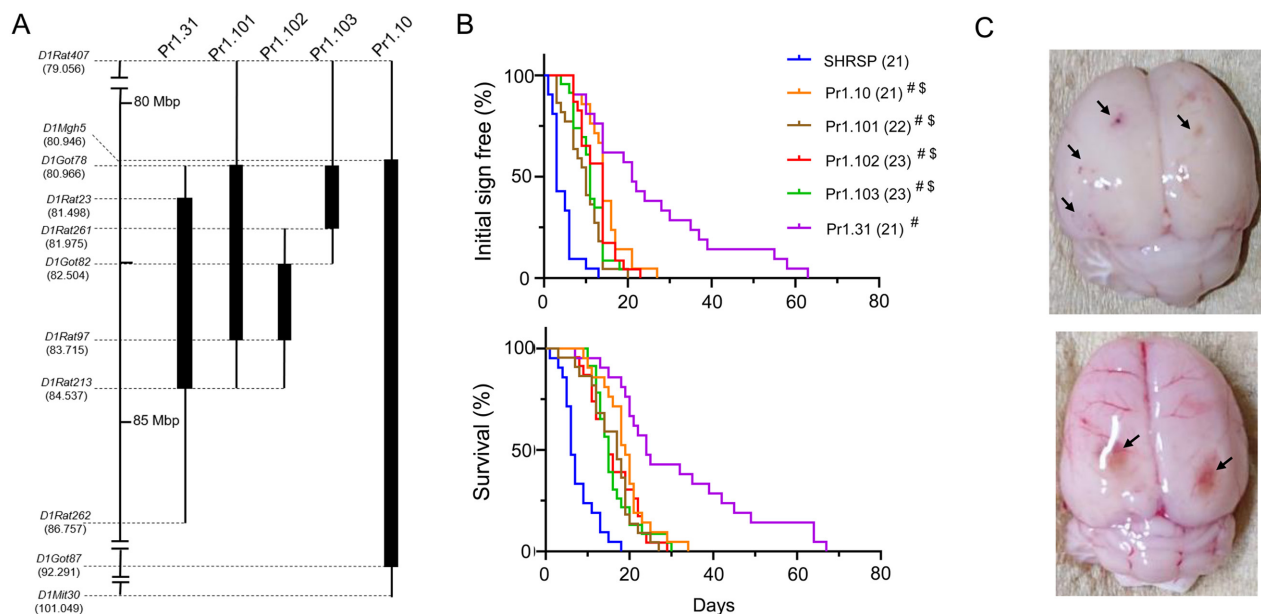 A
Pr1.31
Pr1.101
Pr1.102
Pr1.103
Pr1.10
D1Rat407
(79.056)
80 Mbp
D1Mgh5
(80.946)
D1Got78
(80.966)
D1Rat23
(81.498)
D1Rat261
(81.975)
D1Got82
(82.504)
D1Rat97
(83.715)
D1Rat213
(84.537)
85 Mbp
D1Rat262
(86.757)
D1Got87
(92.291)
D1Mit30
(101.049)
B
Initial sign free (%)
100
50
0
0 20 40 60 80
SHRSP (21)
Pr1.10 (21) # $
Pr1.101 (22) # $
Pr1.102 (23) # $
Pr1.103 (23) # $
Pr1.31 (21) #
Survival (%)
100
50
0
0 20 40 60 80
Days
C